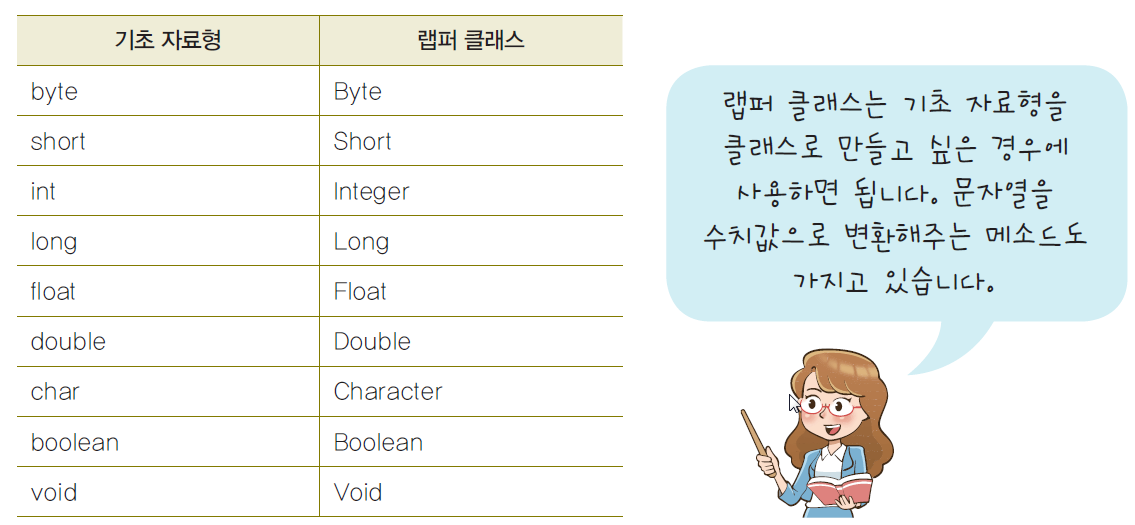 기초 자료형 랩퍼 클래스
byte Byte
short Short
int Integer
long Long
float Float
double Double
char Character
boolean Boolean
void Void
랩퍼 클래스는 기초 자료형을
클래스로 만들고 싶은 경우에
사용하면 됩니다. 문자열을
수치값으로 변환해주는 메소드도
가지고 있습니다.